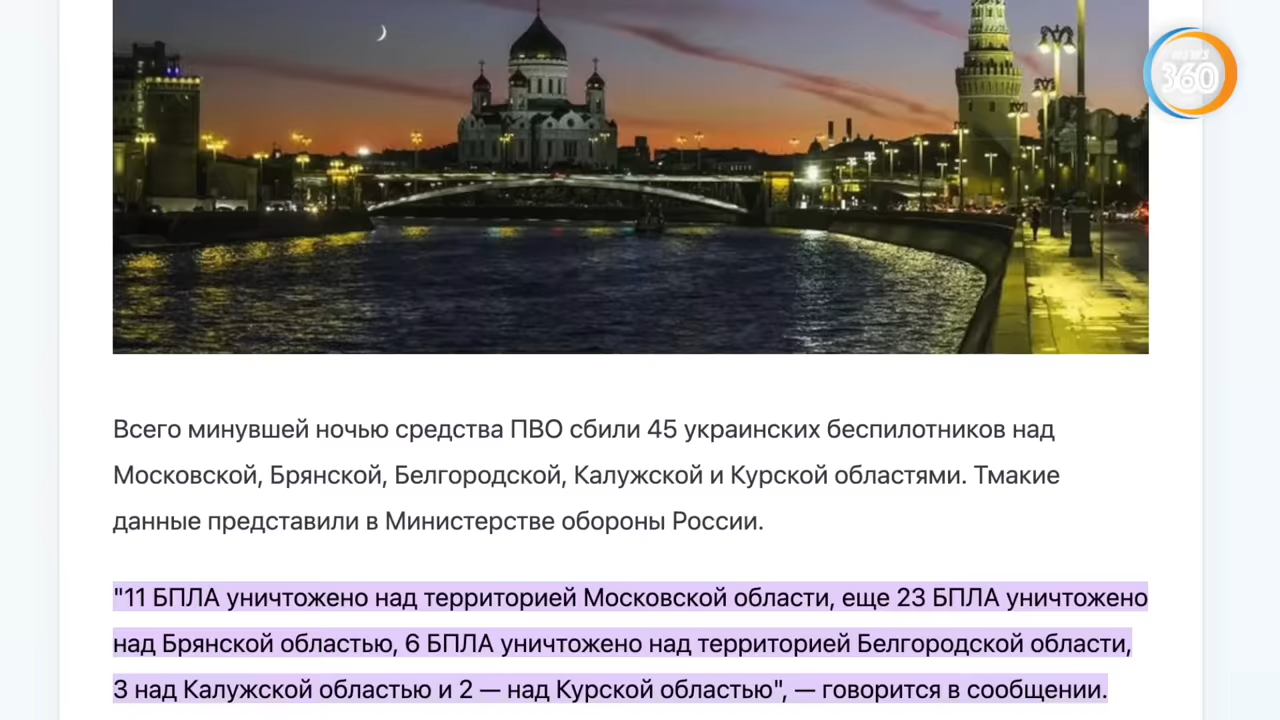 NEWS
360
Всего минувшей ночью средства ПВО сбили 45 украинских беспилотников над
Московской, Брянской, Белгородской, Калужской и Курской областями. Тмакие
данные представили в Министерстве обороны России.
"11 БПЛА уничтожено над территорией Московской области, еще 23 БПЛА уничтожено
над Брянской областью, 6 БПЛА уничтожено над территорией Белгородской области,
3 над Калужской областью и 2 — над Курской областью", — говорится в сообщении.